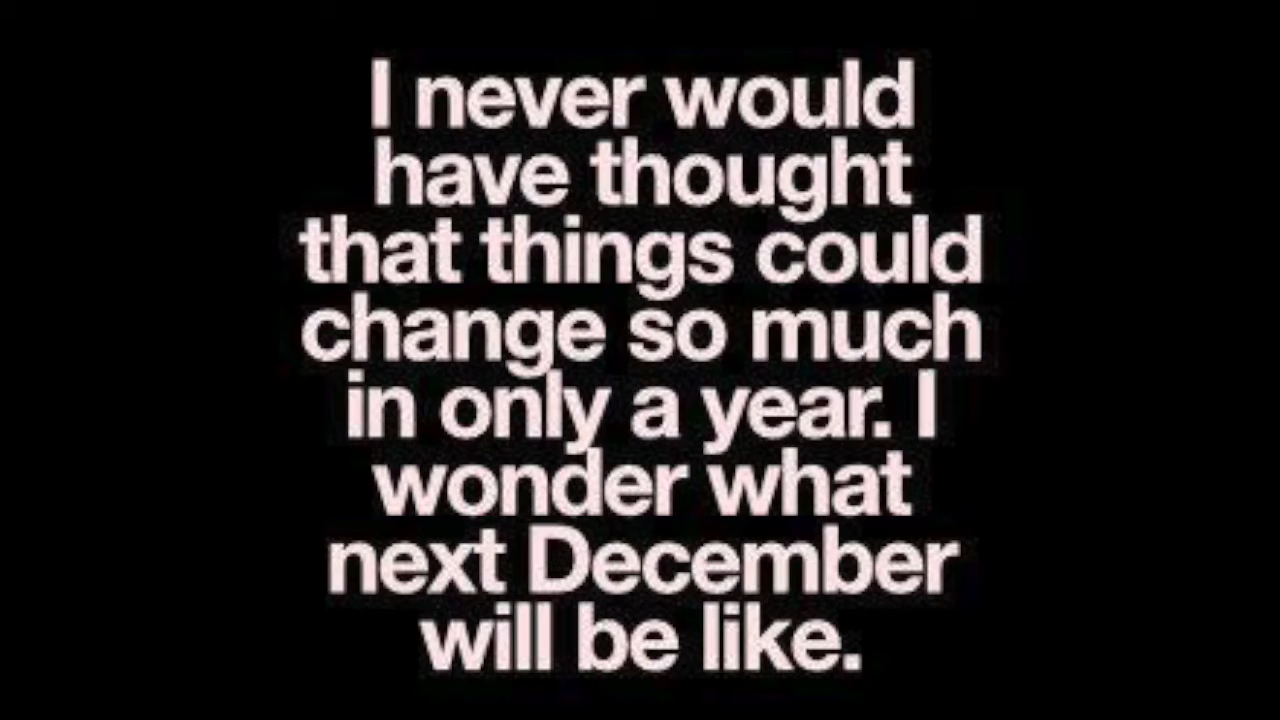 I never would
have thought
that things could
change so much
in only a year. I
wonder what
next December
will be like.